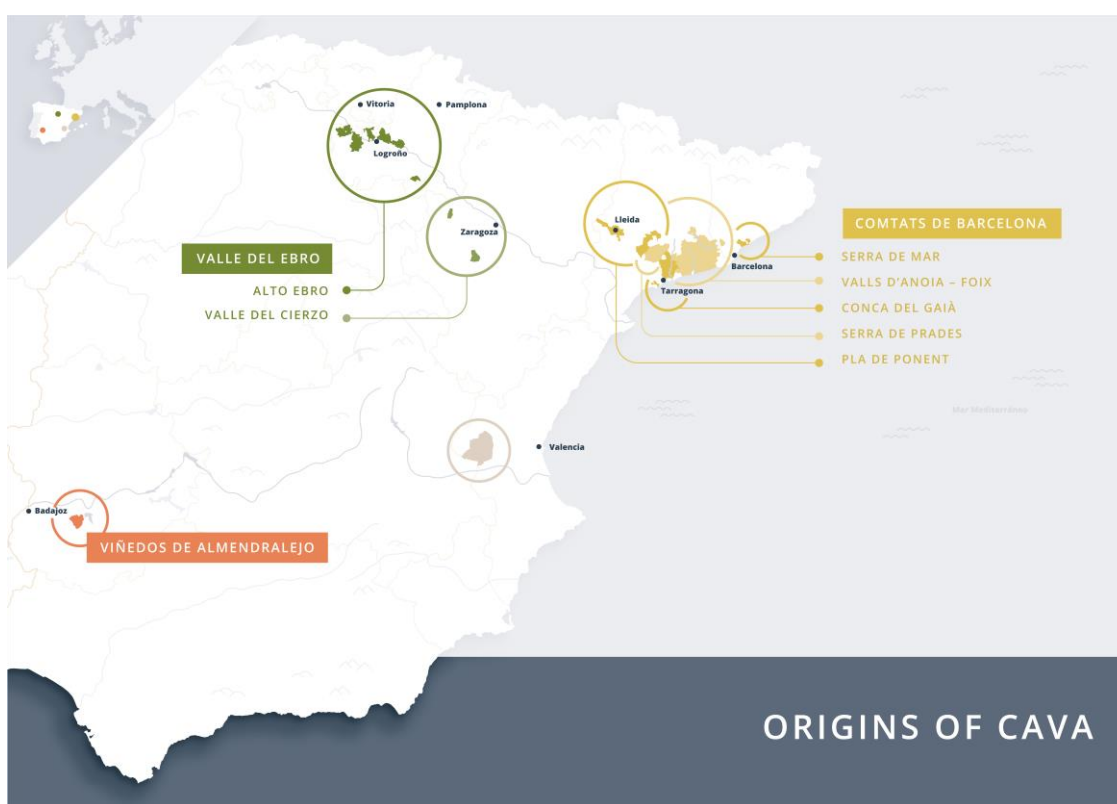 Vitoria
Pamplona
Logroño
Zaragoza
Lleida
Barcelona
Tarragona
Valencia
Badajoz
VALLE DEL EBRO
ALTO EBRO
VALLE DEL CIERZO
COMTATS DE BARCELONA
SERRA DE MAR
VALLS D'ANOIA – FOIX
CONCA DEL GAIÀ
SERRA DE PRADES
PLA DE PONENT
Mar Mediterráneo
VIÑEDOS DE ALMENDRALEJO
ORIGINS OF CAVA